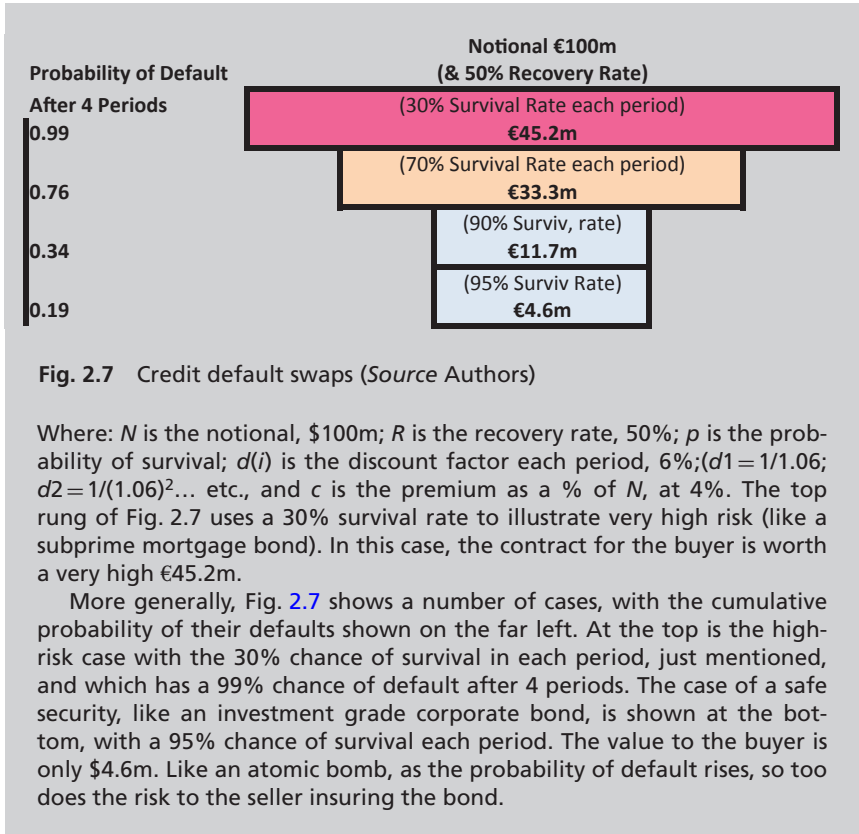 Notional €100m
Probability of Default (& 50% Recovery Rate)
After 4 Periods (30% Survival Rate each period)
0.99 €45.2m
(70% Survival Rate each period)
0.76 €33.3m
(90% Surviv, rate)
0.34 €11.7m
(95% Surviv Rate)
0.19 €4.6m
Fig. 2.7 Credit default swaps (Source Authors)
Where: N is the notional, $100m; R is the recovery rate, 50%; p is the prob-
ability of survival; d(i) is the discount factor each period, 6%;(d1 = 1/1.06;
d2 = 1/(1.06)²… etc., and c is the premium as a % of N, at 4%. The top
rung of Fig. 2.7 uses a 30% survival rate to illustrate very high risk (like a
subprime mortgage bond). In this case, the contract for the buyer is worth
a very high €45.2m.
More generally, Fig. 2.7 shows a number of cases, with the cumulative
probability of their defaults shown on the far left. At the top is the high-
risk case with the 30% chance of survival in each period, just mentioned,
and which has a 99% chance of default after 4 periods. The case of a safe
security, like an investment grade corporate bond, is shown at the bot-
tom, with a 95% chance of survival each period. The value to the buyer is
only $4.6m. Like an atomic bomb, as the probability of default rises, so too
does the risk to the seller insuring the bond.